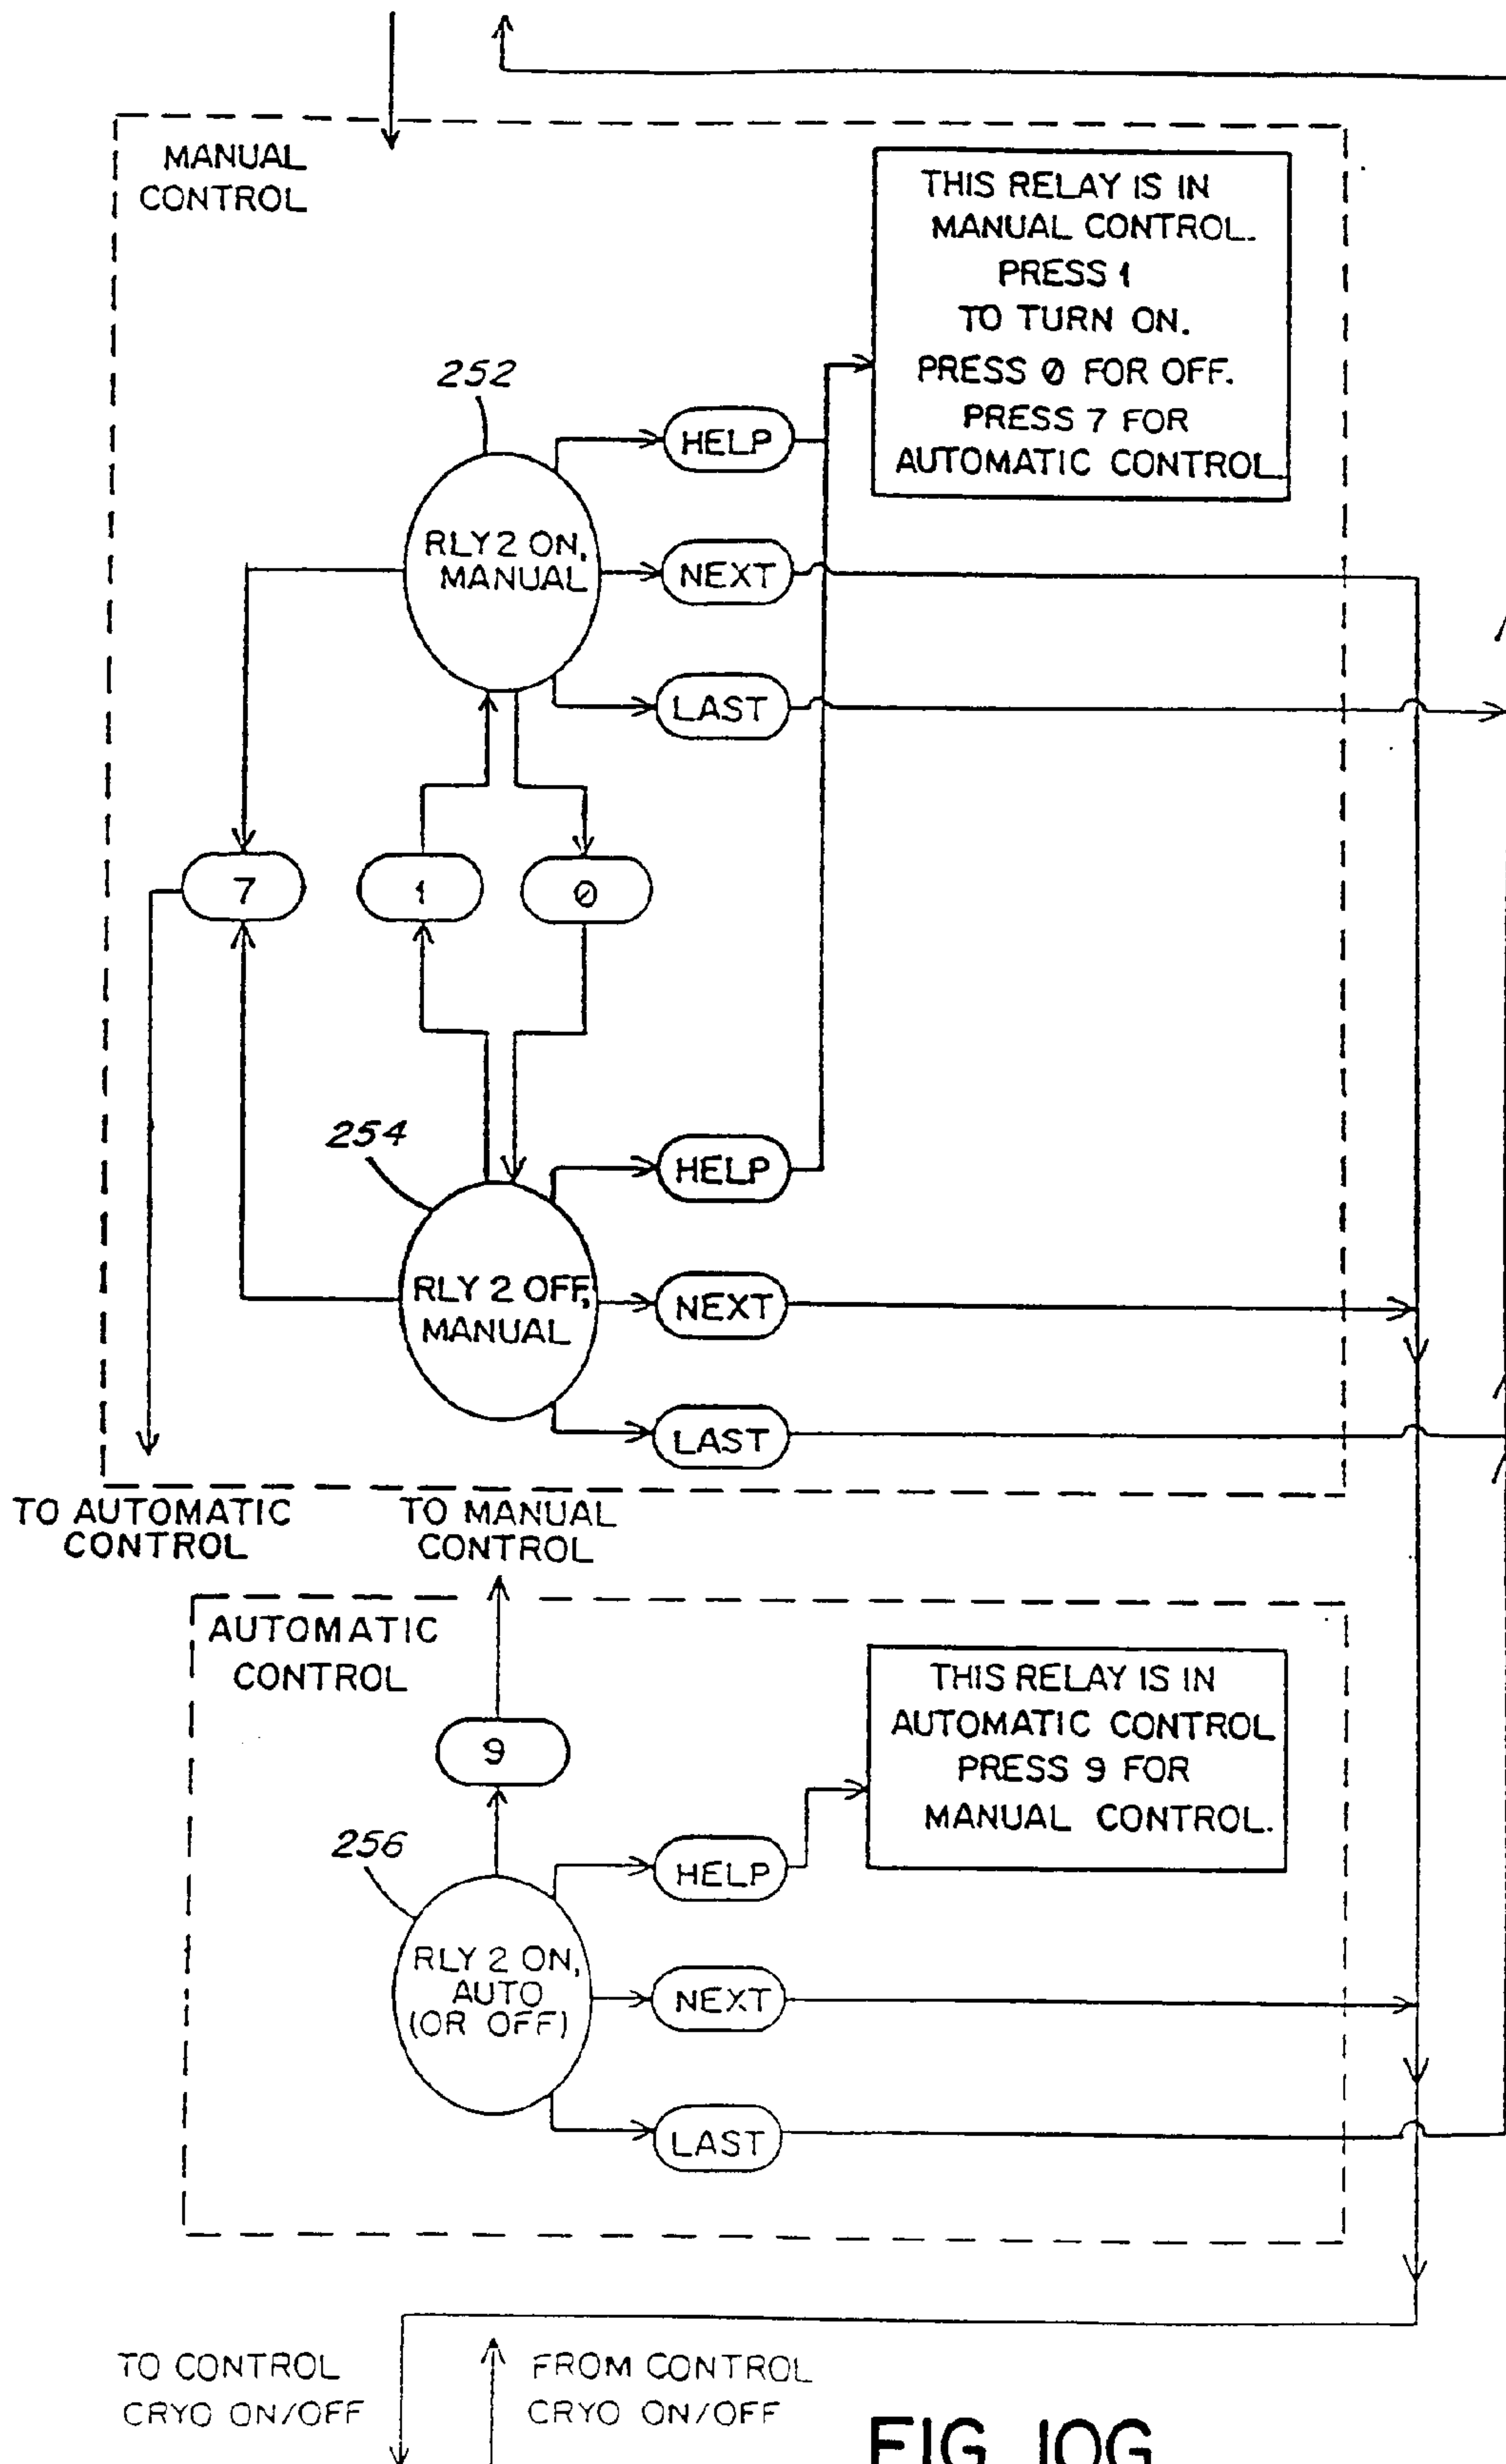 MANUAL
CONTROL
THIS RELAY IS IN
MANUAL CONTROL.
PRESS 1
TO TURN ON.
PRESS 0 FOR OFF.
PRESS 7 FOR
AUTOMATIC CONTROL
252
HELP
RLY 2 ON,
MANUAL
NEXT
LAST
7
1
0
254
HELP
RLY 2 OFF,
MANUAL
NEXT
LAST
TO AUTOMATIC
CONTROL
TO MANUAL
CONTROL
AUTOMATIC
CONTROL
9
THIS RELAY IS IN
AUTOMATIC CONTROL
PRESS 9 FOR
MANUAL CONTROL.
256
HELP
RLY 2 ON,
AUTO
(OR OFF)
NEXT
LAST
TO CONTROL
CRYO ON/OFF
FROM CONTROL
CRYO ON/OFF
FIG. 10G